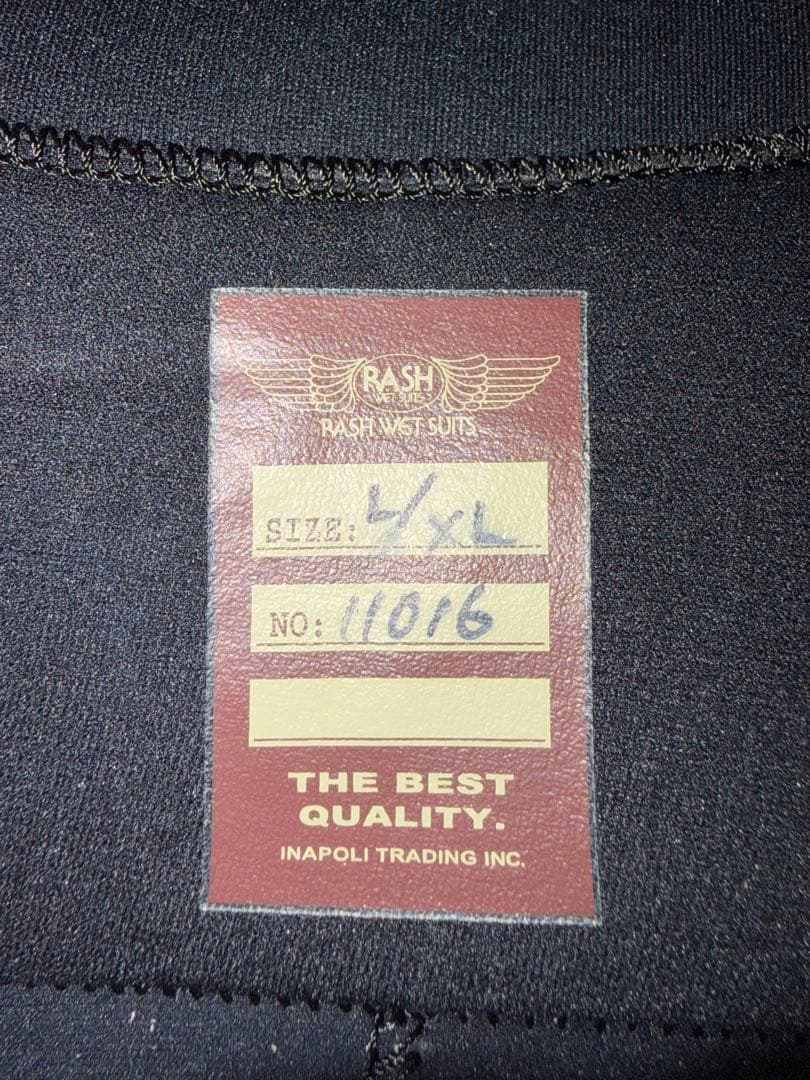 RASH
WET SUITS
RASH WET SUITS
SIZE: L/XL
NO: 11016
THE BEST
QUALITY.
INAPOLI TRADING INC.